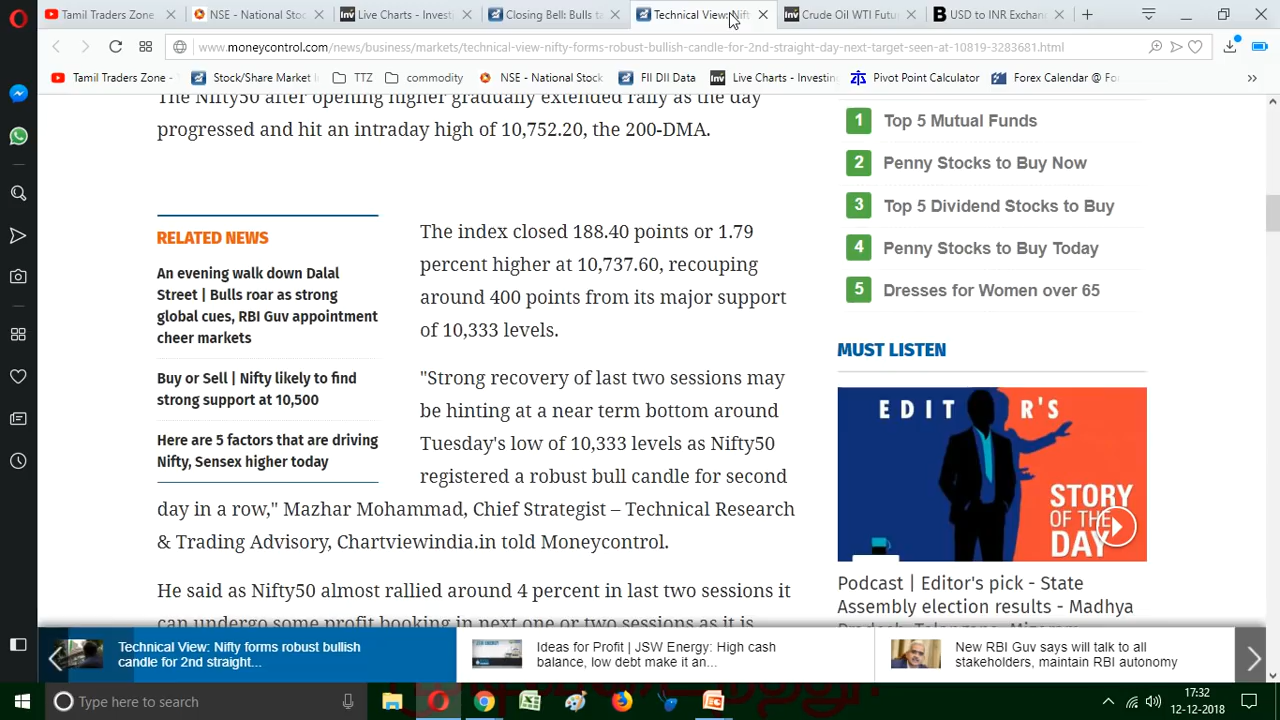 Tamil Traders Zone
NSE - National Stoc
Live Charts - Investi
Closing Bell: Bulls ta
Technical View: Nift
Crude Oil WTI Futu
USD to INR Exchan
www.moneycontrol.com/news/business/markets/technical-view-nifty-forms-robust-bullish-candle-for-2nd-straight-day-next-target-seen-at-10819-3283681.html
Tamil Traders Zone -
Stock/Share Market I
TTZ
commodity
NSE - National Stock
FII DII Data
Live Charts - Investin
Pivot Point Calculator
Forex Calendar @ Fo
The Nifty50 after opening higher gradually extended rally as the day
progressed and hit an intraday high of 10,752.20, the 200-DMA.
RELATED NEWS
An evening walk down Dalal
Street | Bulls roar as strong
global cues, RBI Guv appointment
cheer markets
Buy or Sell | Nifty likely to find
strong support at 10,500
Here are 5 factors that are driving
Nifty, Sensex higher today
The index closed 188.40 points or 1.79
percent higher at 10,737.60, recouping
around 400 points from its major support
of 10,333 levels.
"Strong recovery of last two sessions may
be hinting at a near term bottom around
Tuesday's low of 10,333 levels as Nifty50
registered a robust bull candle for second
day in a row," Mazhar Mohammad, Chief Strategist – Technical Research
& Trading Advisory, Chartviewindia.in told Moneycontrol.
He said as Nifty50 almost rallied around 4 percent in last two sessions it
can undergo some profit booking in next one or two sessions as it is
1 Top 5 Mutual Funds
2 Penny Stocks to Buy Now
3 Top 5 Dividend Stocks to Buy
4 Penny Stocks to Buy Today
5 Dresses for Women over 65
MUST LISTEN
EDITOR'S
STORY
OF THE
DAY
Podcast | Editor's pick - State
Assembly election results - Madhya
Technical View: Nifty forms robust bullish
candle for 2nd straight...
Ideas for Profit | JSW Energy: High cash
balance, low debt make it an...
New RBI Guv says will talk to all
stakeholders, maintain RBI autonomy
Type here to search
17:32
12-12-2018